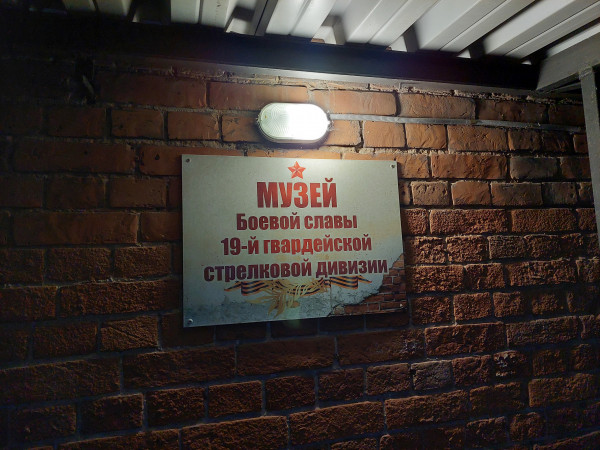 МУЗЕЙ
Боевой славы
19-й гвардейской
стрелковой дивизии